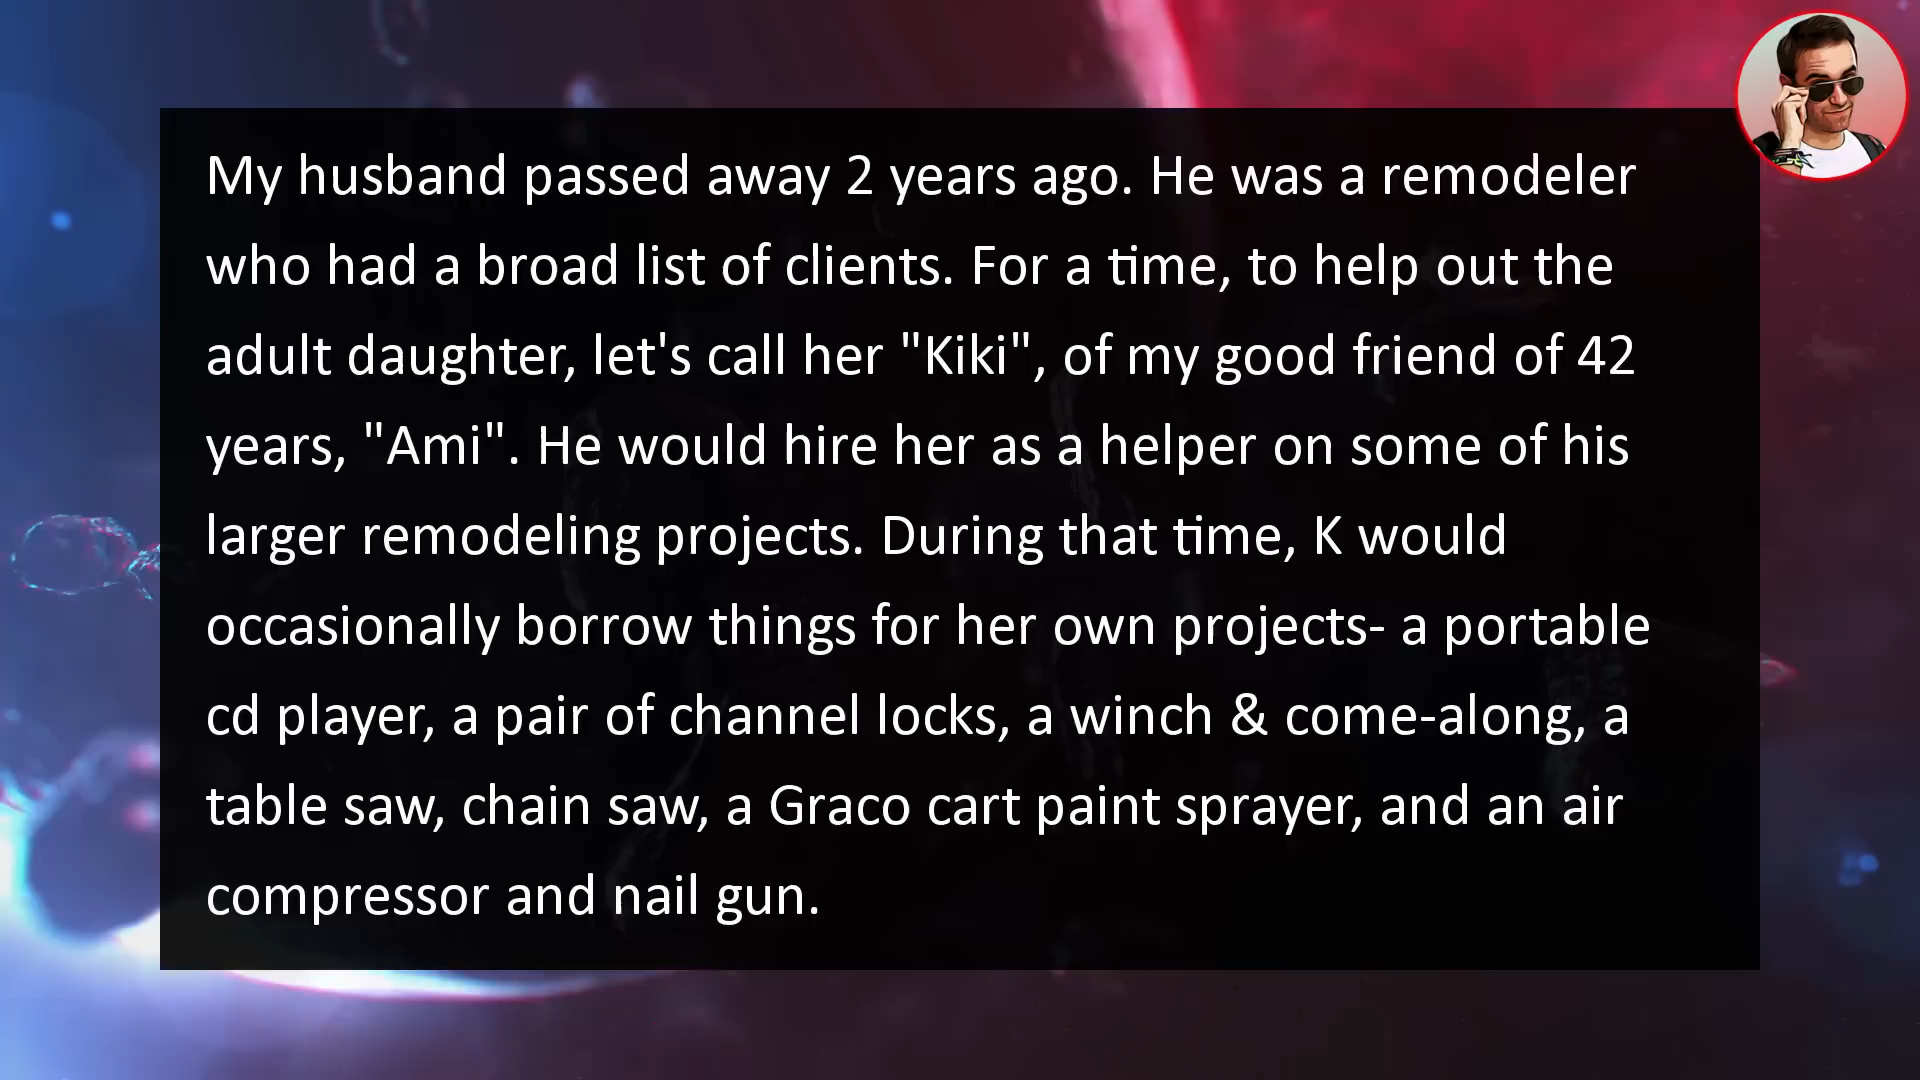 My husband passed away 2 years ago. He was a remodeler
who had a broad list of clients. For a time, to help out the
adult daughter, let's call her "Kiki", of my good friend of 42
years, "Ami". He would hire her as a helper on some of his
larger remodeling projects. During that time, K would
occasionally borrow things for her own projects- a portable
cd player, a pair of channel locks, a winch & come-along, a
table saw, chain saw, a Graco cart paint sprayer, and an air
compressor and nail gun.